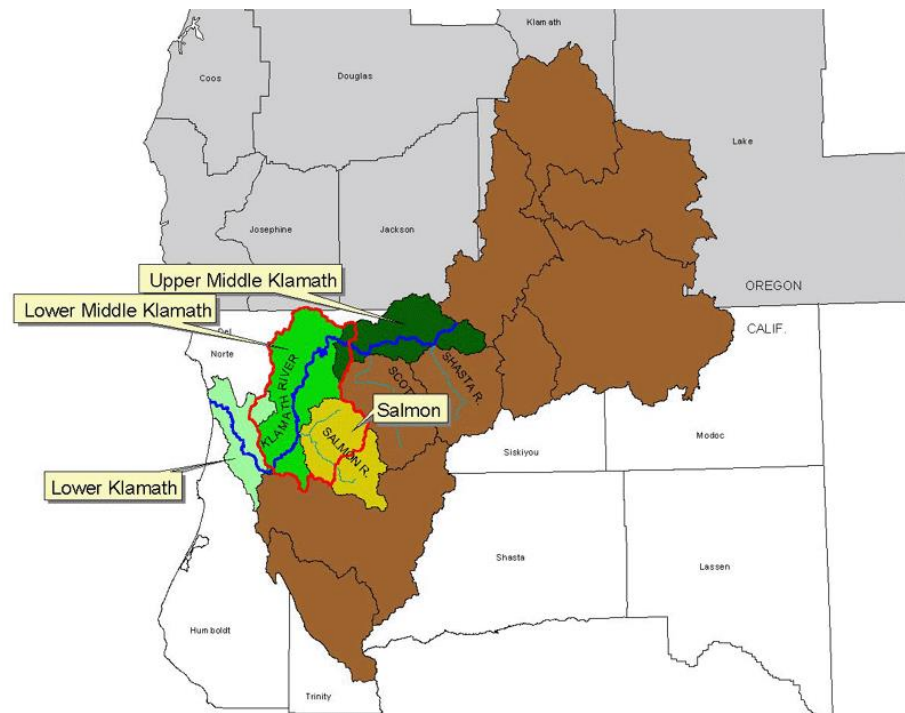 Klamath
Coos
Douglas
Lake
Josephine
Jackson
Upper Middle Klamath
OREGON
Lower Middle Klamath
CALIF.
Del
Norte
KLAMATH RIVER
SCOTT
SHASTA R.
Salmon
SALMON R.
Modoc
Siskiyou
Lower Klamath
Shasta
Lassen
Humboldt
Trinity